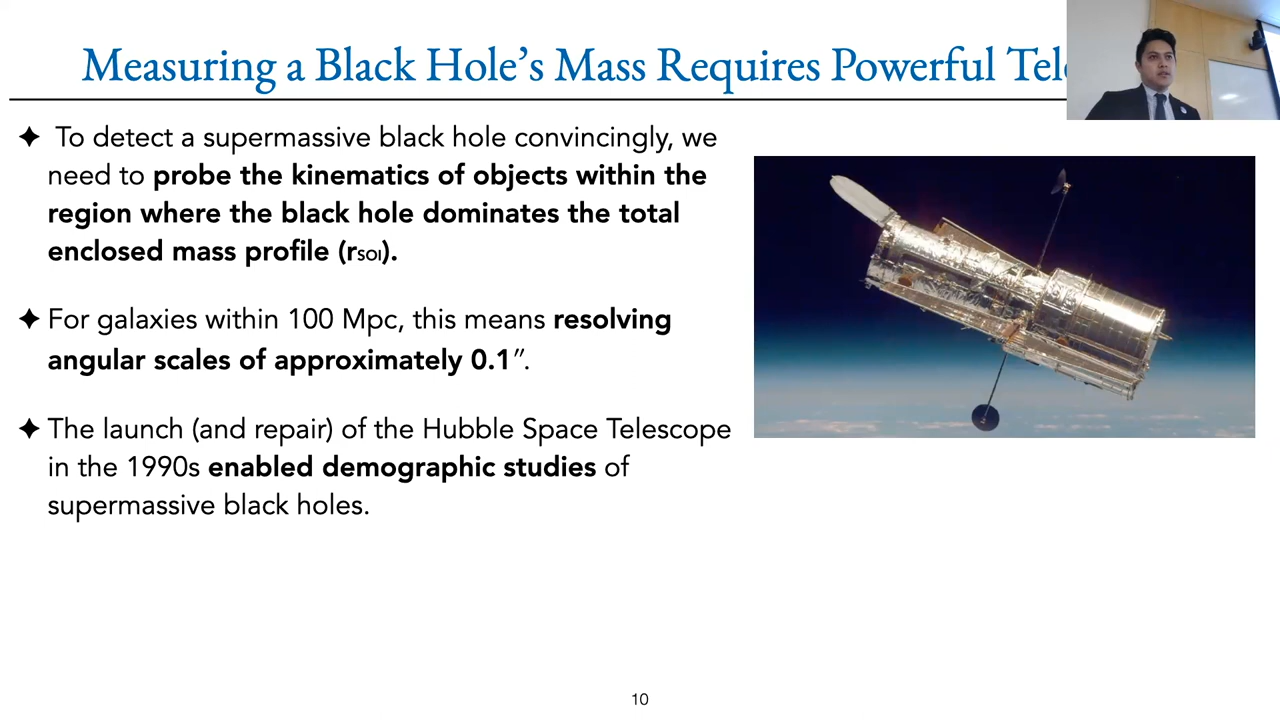 Measuring a Black Hole's Mass Requires Powerful
✦ To detect a supermassive black hole convincingly, we
need to probe the kinematics of objects within the
region where the black hole dominates the total
enclosed mass profile (rSOI).
✦ For galaxies within 100 Mpc, this means resolving
angular scales of approximately 0.1″.
✦ The launch (and repair) of the Hubble Space Telescope
in the 1990s enabled demographic studies of
supermassive black holes.
10